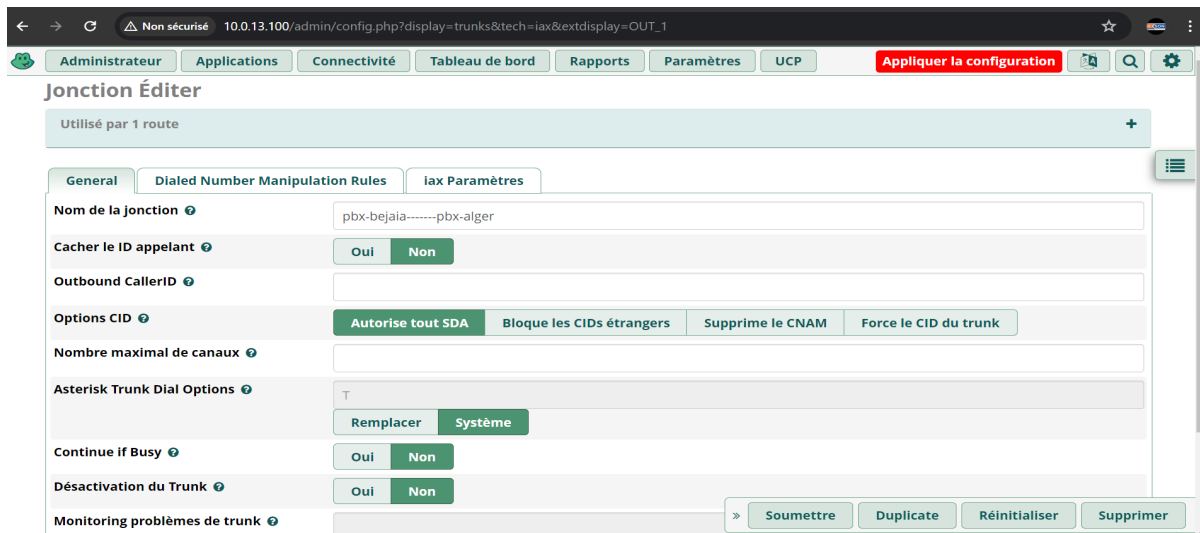 Non sécurisé 10.0.13.100/admin/config.php?display=trunks&tech=iax&extdisplay=OUT_1
Administrateur Applications Connectivité Tableau de bord Rapports Paramètres UCP Appliquer la configuration
Jonction Éditer
Utilisé par 1 route +
General Dialed Number Manipulation Rules iax Paramètres
Nom de la jonction pbx-bejaia-------pbx-alger
Cacher le ID appelant Oui Non
Outbound CallerID
Options CID Autorise tout SDA Bloque les CIDs étrangers Supprime le CNAM Force le CID du trunk
Nombre maximal de canaux
Asterisk Trunk Dial Options T
Remplacer Système
Continue if Busy Oui Non
Désactivation du Trunk Oui Non
Monitoring problèmes de trunk » Soumettre Duplicate Réinitialiser Supprimer